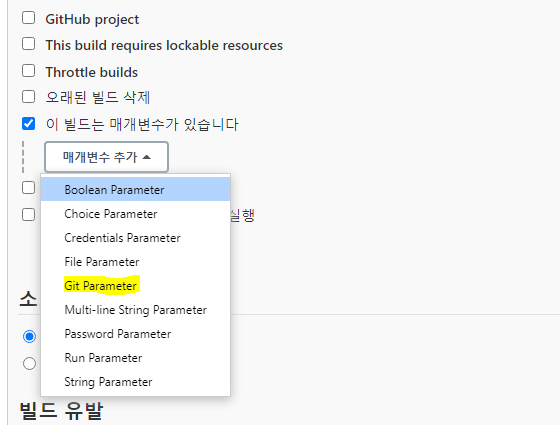 GitHub project
This build requires lockable resources
Throttle builds
오래된 빌드 삭제
이 빌드는 매개변수가 있습니다
매개변수 추가
Boolean Parameter
Choice Parameter
실행
Credentials Parameter
File Parameter
Git Parameter
소
Multi-line String Parameter
Password Parameter
Run Parameter
String Parameter
빌드 유발